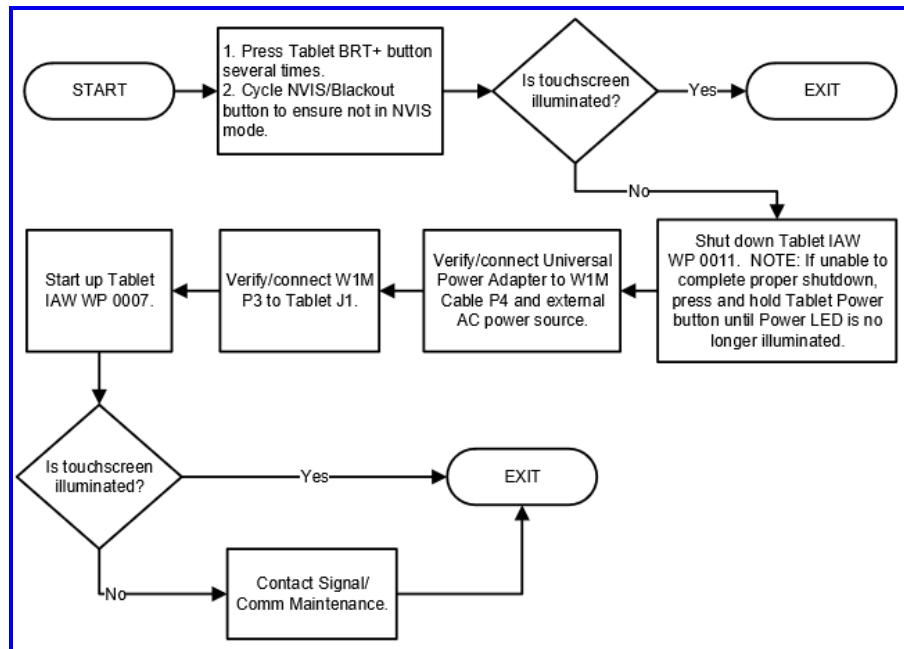 START
1. Press Tablet BRT+ button
several times.
2. Cycle NVIS/Blackout
button to ensure not in NVIS
mode.
Is touchscreen
illuminated?
Yes
EXIT
No
Shut down Tablet IAW
WP 0011.  NOTE: If unable to
complete proper shutdown,
press and hold Tablet Power
button until Power LED is no
longer illuminated.
Verify/connect Universal
Power Adapter to W1M
Cable P4 and external
AC power source.
Verify/connect W1M
P3 to Tablet J1.
Start up Tablet
IAW WP 0007.
Is touchscreen
illuminated?
Yes
EXIT
No
Contact Signal/
Comm Maintenance.